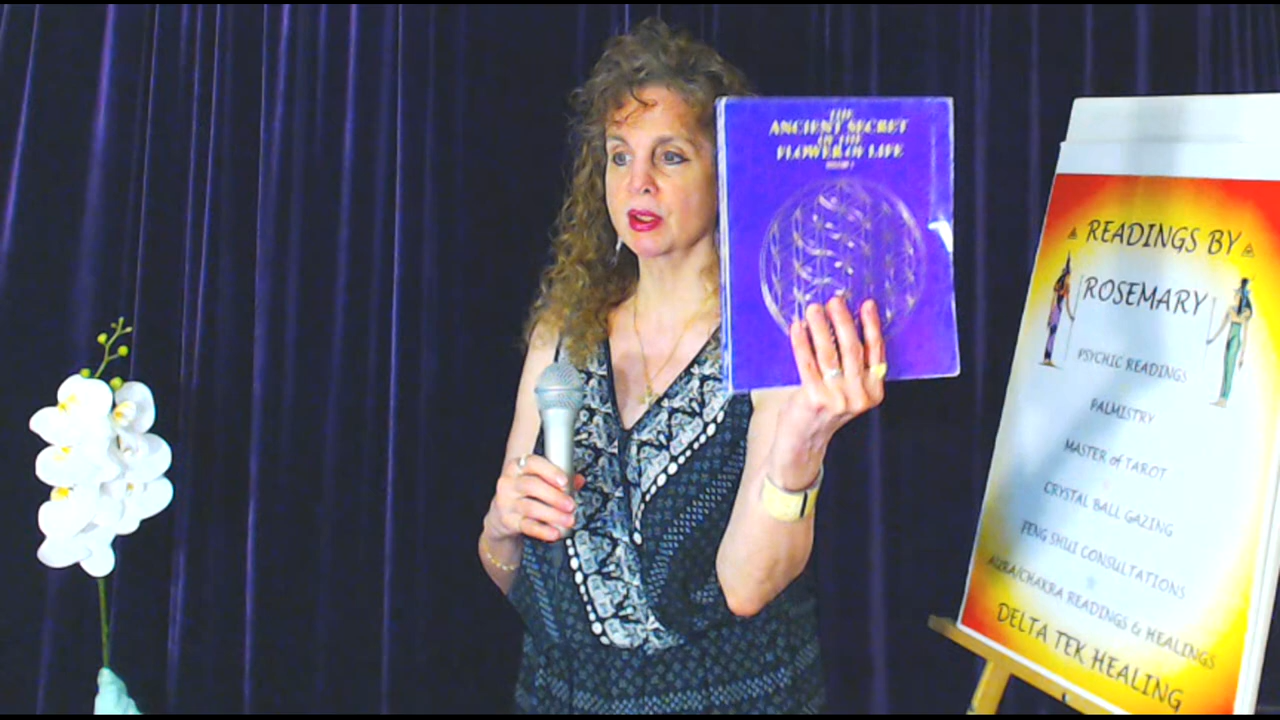 THE
ANCIENT SECRET
OF THE
FLOWER OF LIFE
READINGS BY
ROSEMARY
PSYCHIC READINGS
PALMISTRY
MASTER of TAROT
CRYSTAL BALL GAZING
FENG SHUI CONSULTATIONS
AURA/CHAKRA READINGS & HEALINGS
DELTA TEK HEALING